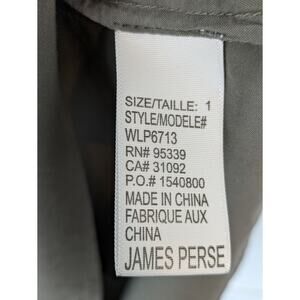 SIZE/TAILLE: 1
STYLE/MODELE#
WLP6713
RN# 95339
CA# 31092
P.O.# 1540800
MADE IN CHINA
FABRIQUE AUX
CHINA
JAMES PERSE